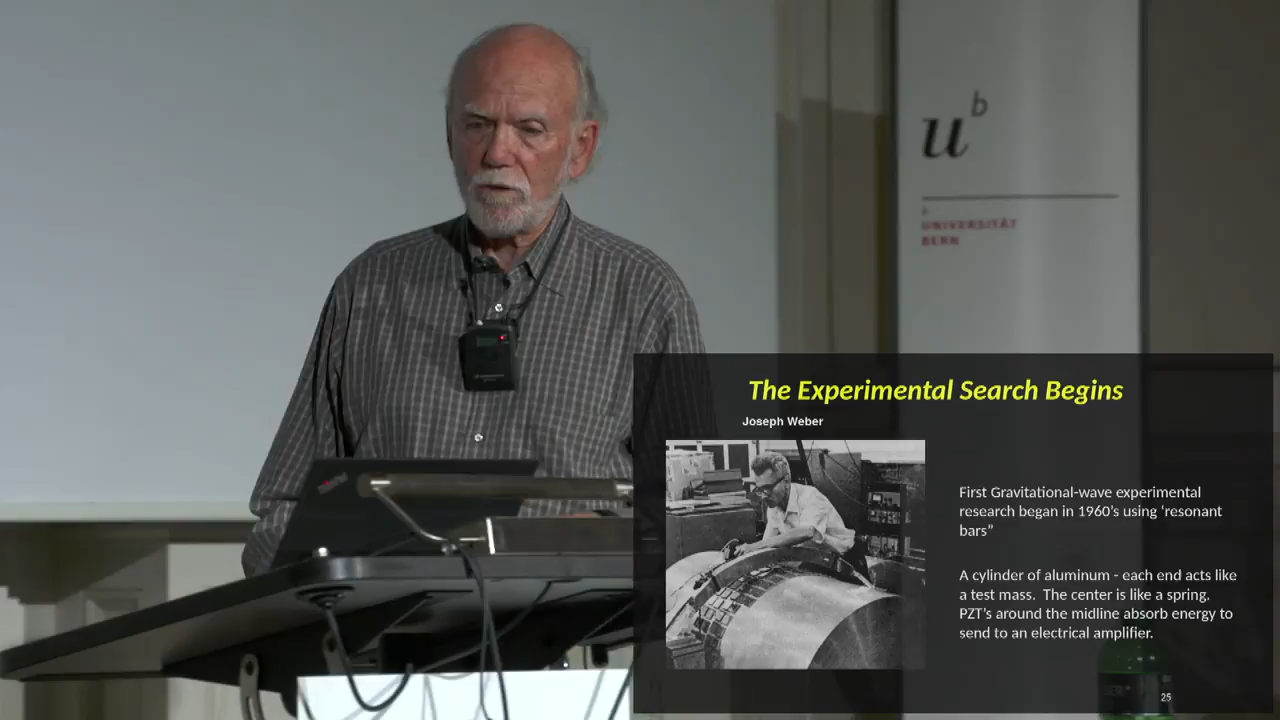 u
b
b
UNIVERSITÄT
BERN
ThinkPad
The Experimental Search Begins
Joseph Weber
First Gravitational-wave experimental
research began in 1960's using 'resonant
bars”
A cylinder of aluminum - each end acts like
a test mass.  The center is like a spring.
PZT's around the midline absorb energy to
send to an electrical amplifier.
25